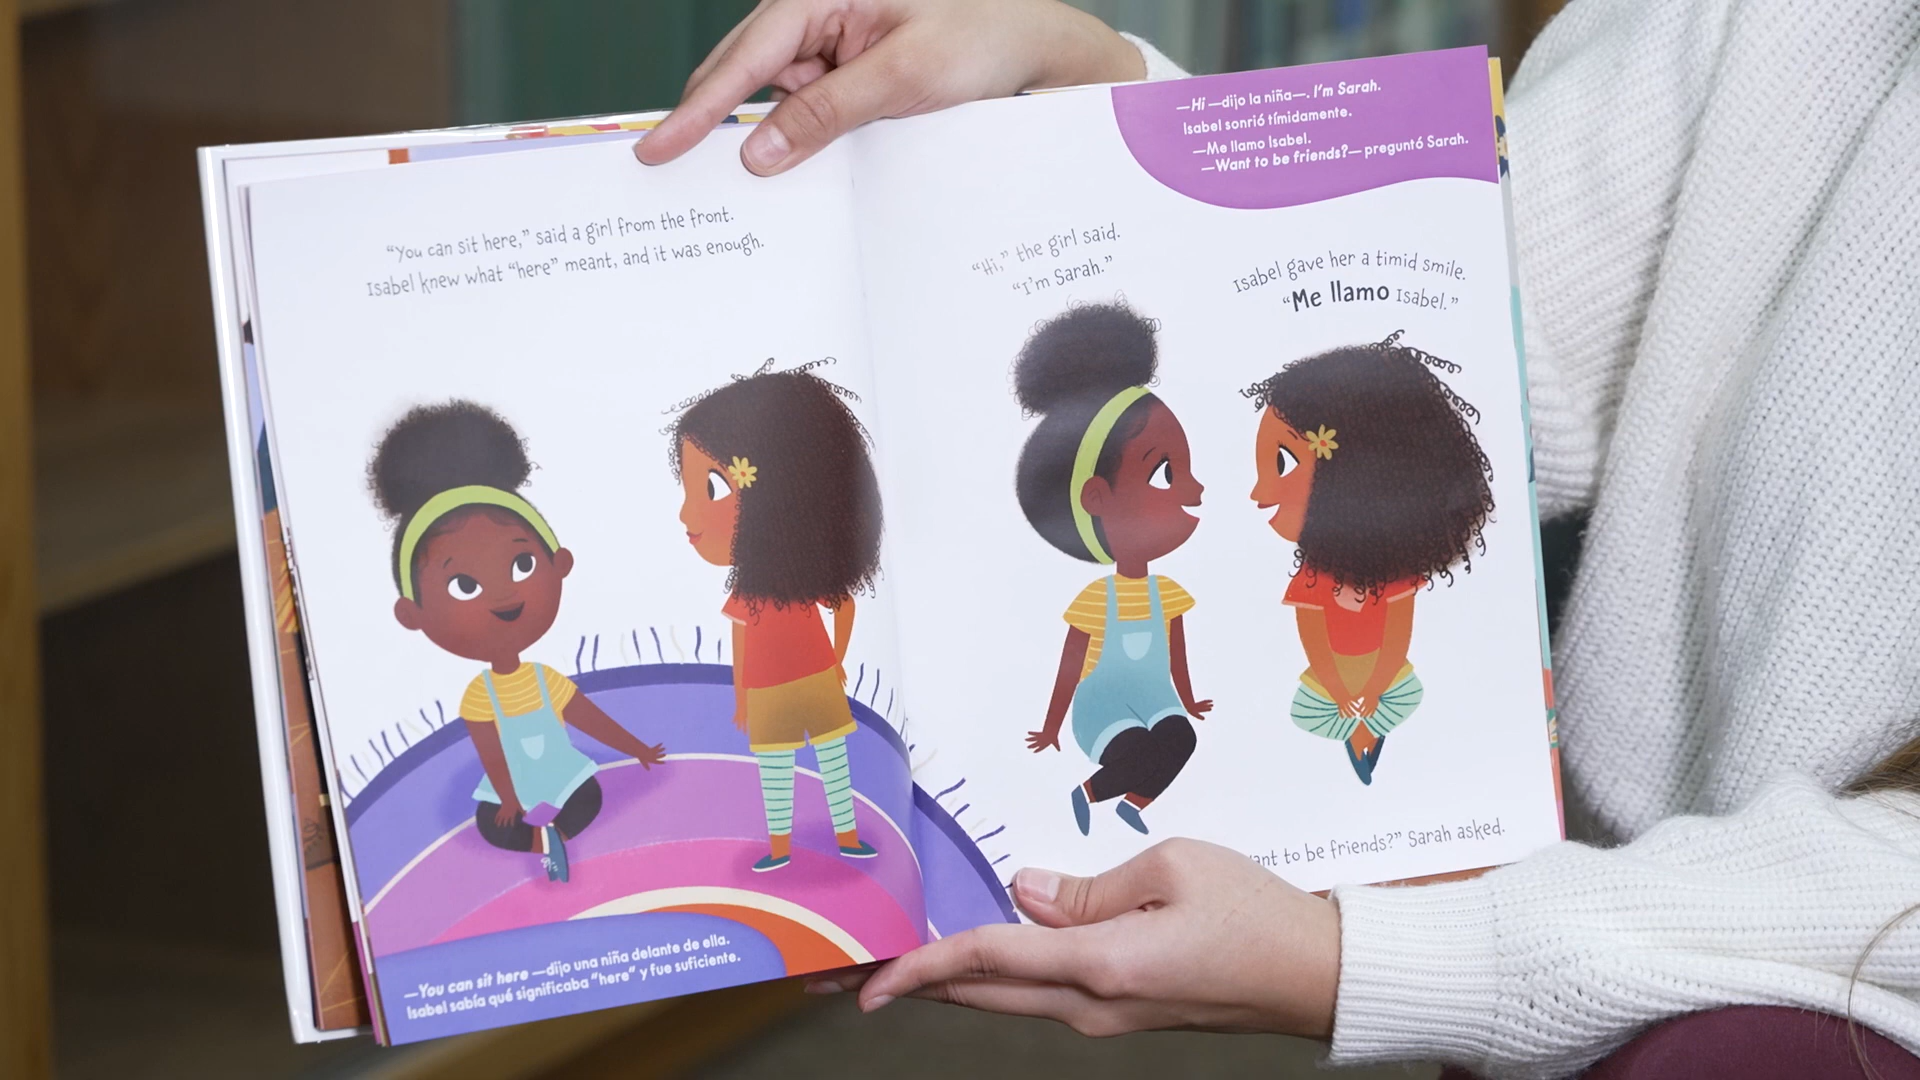 “You can sit here,” said a girl from the front.
Isabel knew what “here” meant, and it was enough.
—You can sit here —dijo una niña delante de ella.
Isabel sabía qué significaba “here” y fue suficiente.
—Hi —dijo la niña—. I’m Sarah.
Isabel sonrió tímidamente.
—Me llamo Isabel.
—Want to be friends?— preguntó Sarah.
“Hi,” the girl said.
“I’m Sarah.”
Isabel gave her a timid smile.
“Me llamo Isabel.”
to be friends?” Sarah asked.